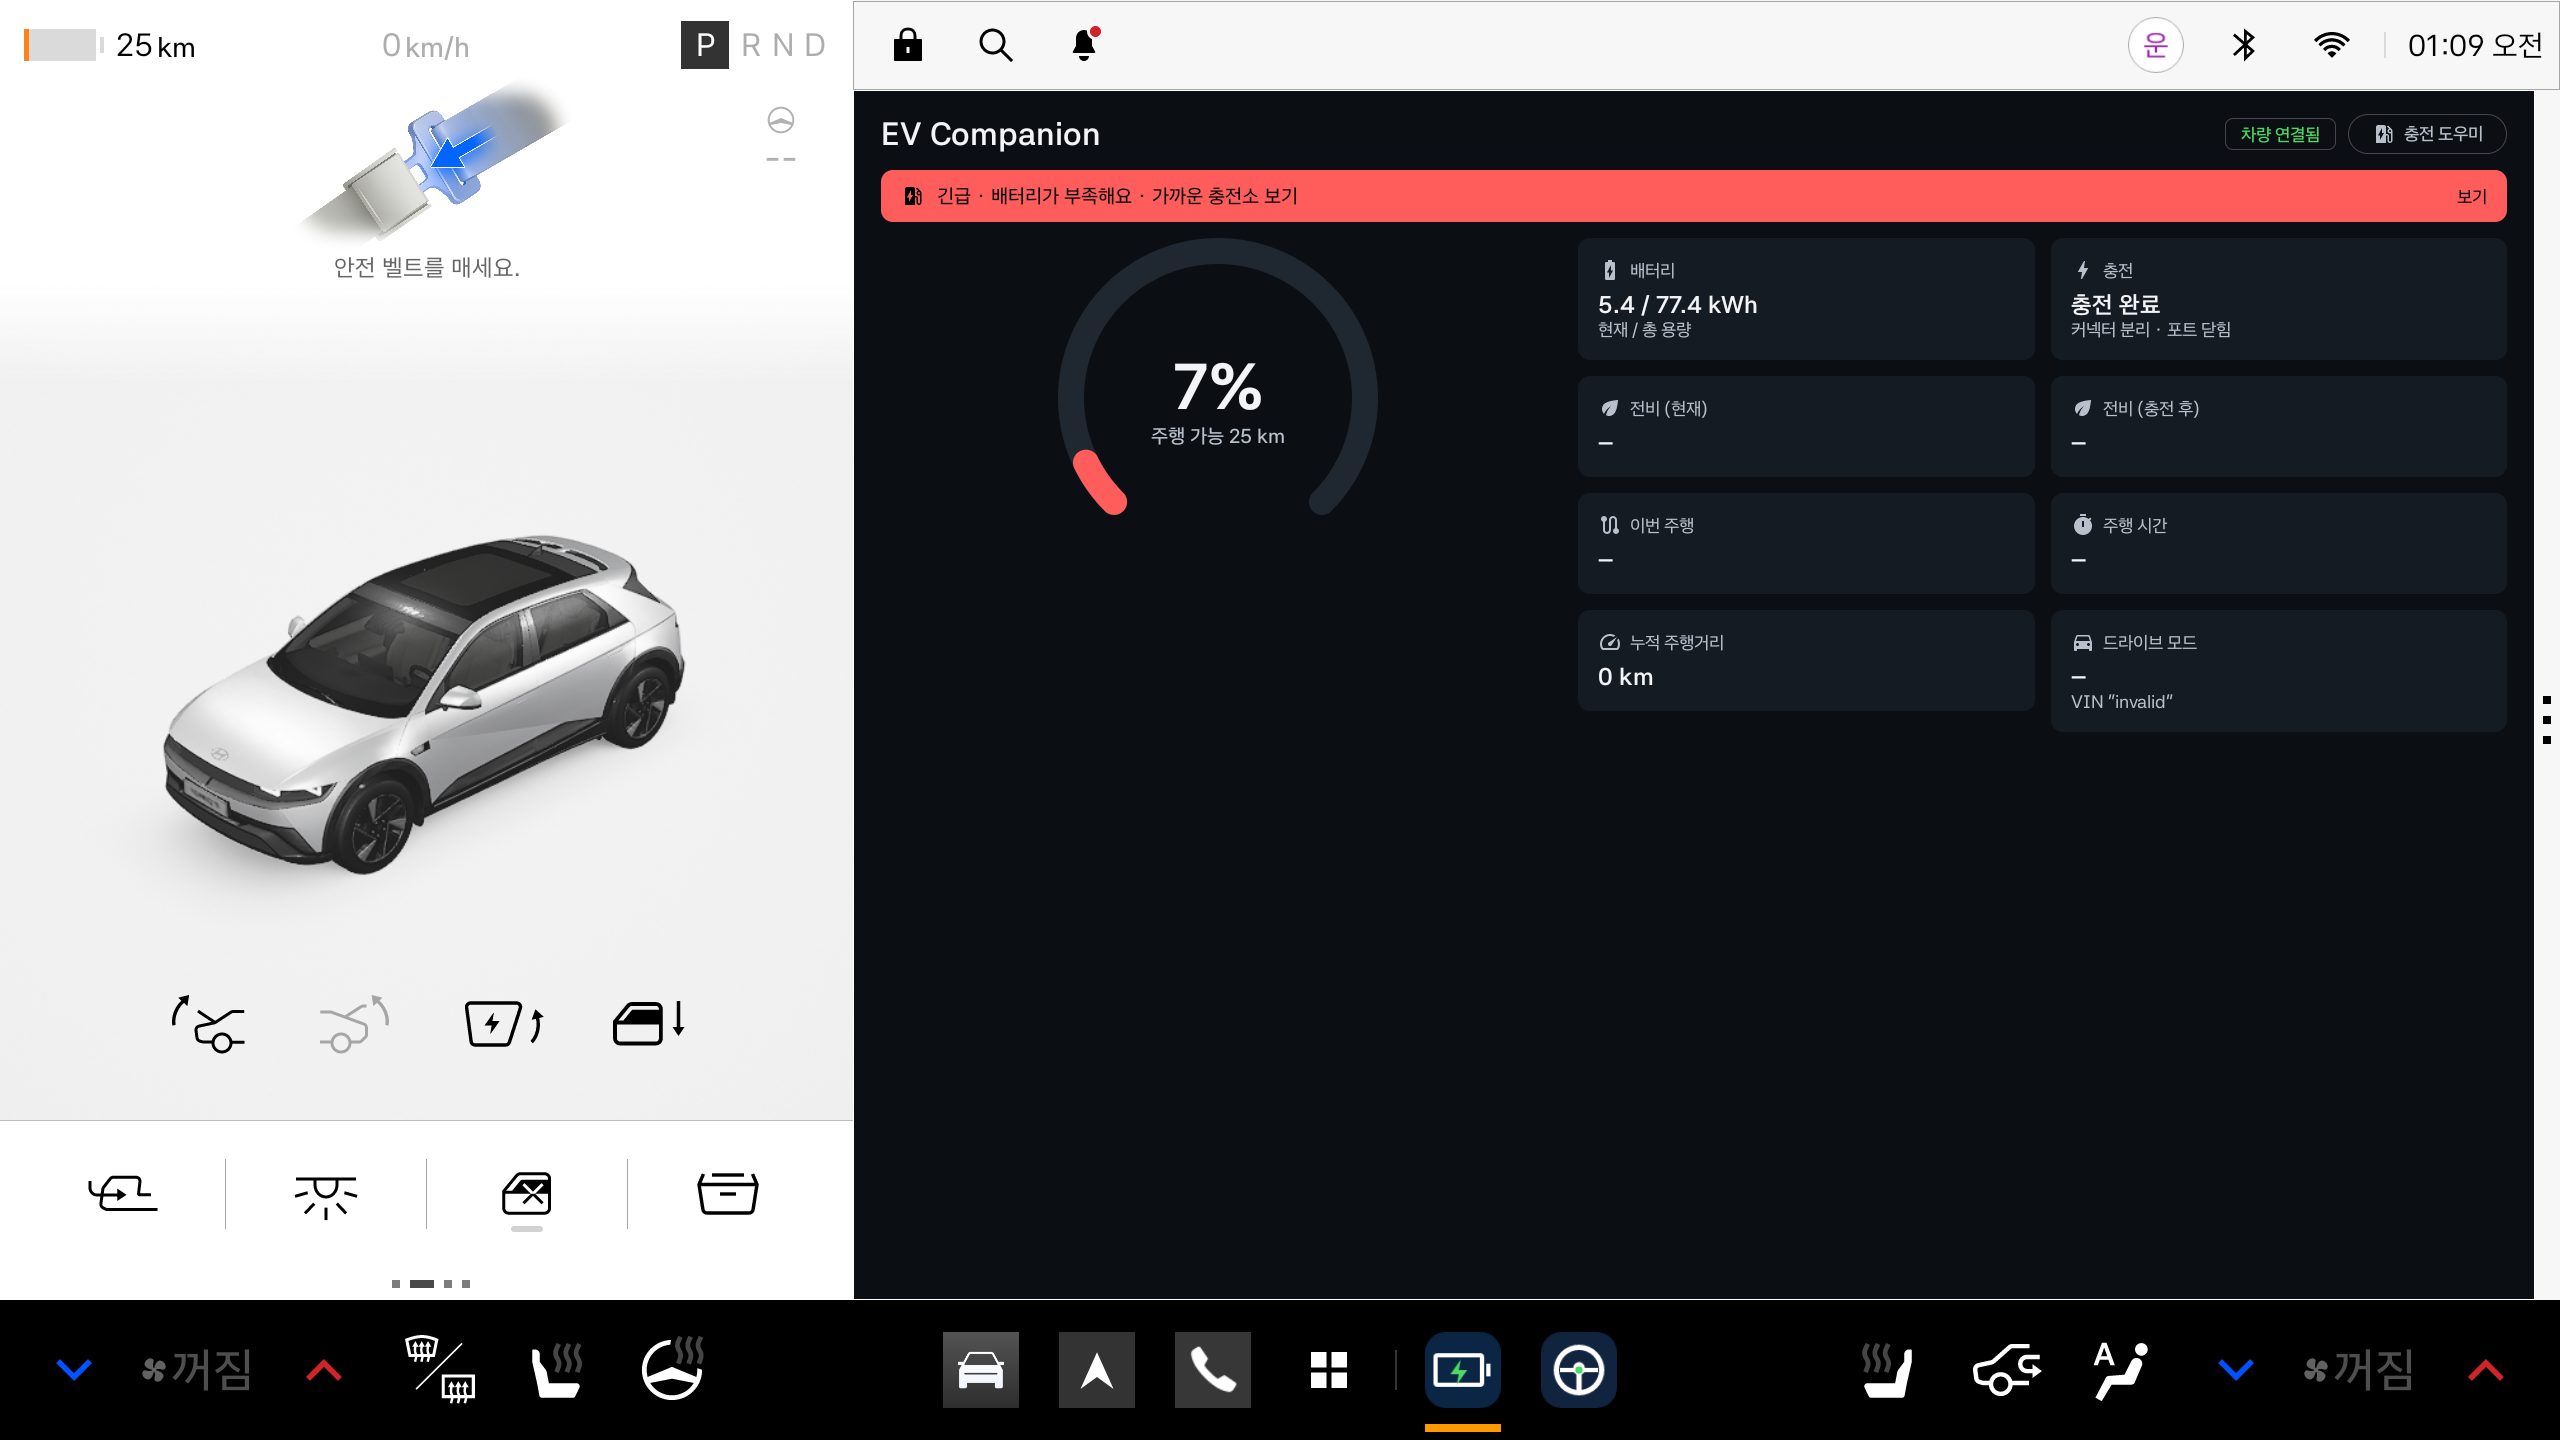 25 km
0 km/h
P R N D
운
01:09 오전
안전 벨트를 매세요.
EV Companion
차량 연결됨
충전 도우미
긴급 · 배터리가 부족해요 · 가까운 충전소 보기
보기
7%
주행 가능 25 km
배터리
5.4 / 77.4 kWh
현재 / 총 용량
충전
충전 완료
커넥터 분리 · 포트 닫힘
전비 (현재)
–
전비 (충전 후)
–
이번 주행
–
주행 시간
–
누적 주행거리
0 km
드라이브 모드
–
VIN "invalid"
꺼짐
A
꺼짐